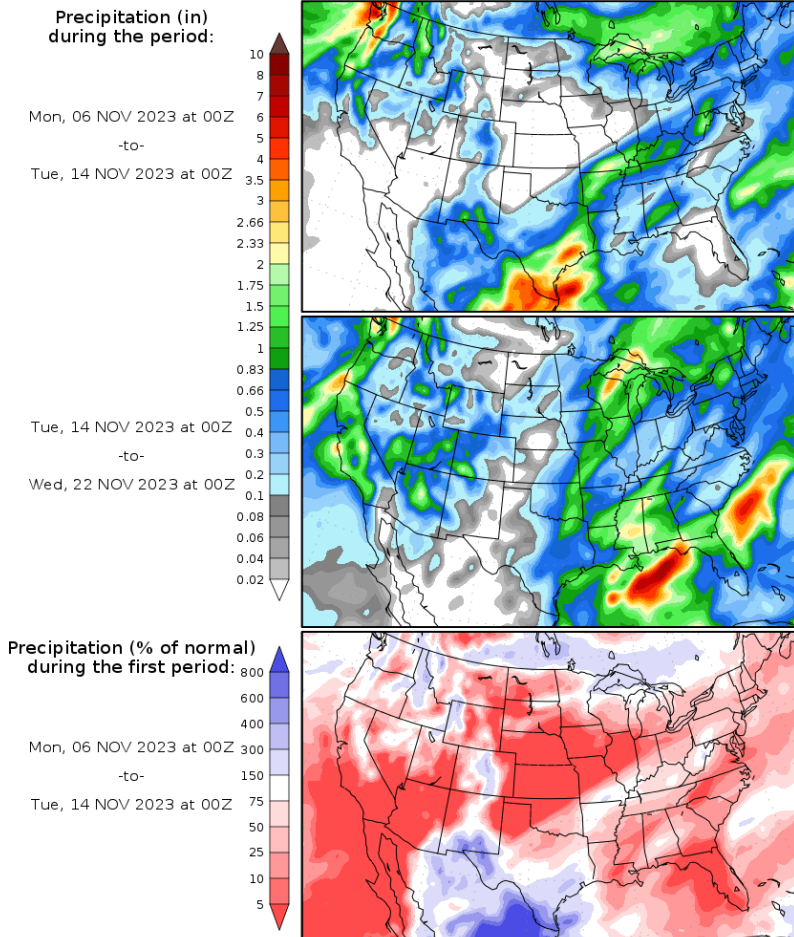 Precipitation (in)
during the period:
Mon, 06 NOV 2023 at 00Z
-to-
Tue, 14 NOV 2023 at 00Z
Tue, 14 NOV 2023 at 00Z
-to-
Wed, 22 NOV 2023 at 00Z
10
8
7
6
5
4
3.5
3
2.66
2.33
2
1.75
1.5
1.25
1
0.83
0.66
0.5
0.4
0.3
0.2
0.1
0.08
0.06
0.04
0.02
Precipitation (% of normal)
during the first period:
Mon, 06 NOV 2023 at 00Z
-to-
Tue, 14 NOV 2023 at 00Z
800
600
400
300
150
75
50
25
10
5